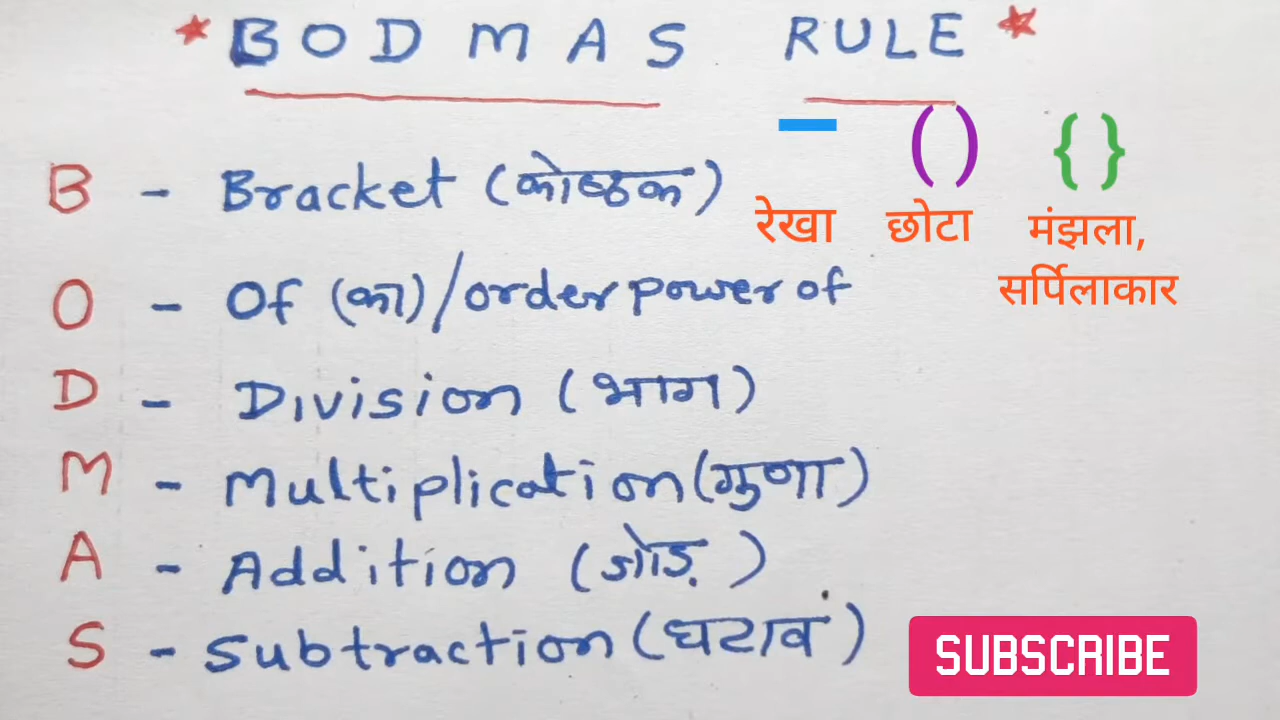 * BODMAS RULE *
— ( ) { }
B - Bracket (कोष्ठक)
रेखा छोटा मंझला,
सर्पिलाकार
O - Of (का)/order power of
D - Division (भाग)
M - Multiplication (गुणा)
A - Addition (जोड़)
S - Subtraction (घटाव)
SUBSCRIBE